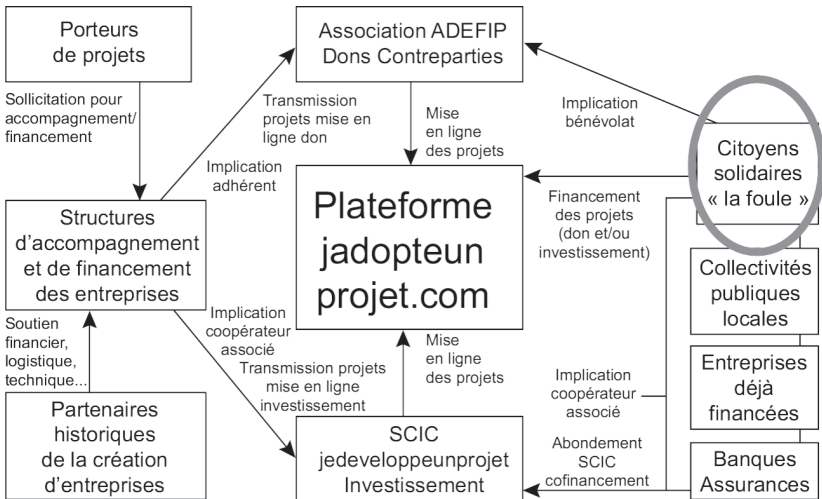 Porteurs
de projets
Association ADEFIP
Dons Contreparties
Sollicitation pour
accompagnement/
financement
Transmission
projets mise en
ligne don
Implication
adhérent
Mise
en ligne
des projets
Implication
bénévolat
Citoyens
solidaires
« la foule »
Structures
d'accompagnement
et de financement
des entreprises
Plateforme
jadopteun
projet.com
Financement
des projets
(don et/ou
investissement)
Collectivités
publiques
locales
Soutien
financier,
logistique,
technique...
Implication
coopérateur
associé
Transmission projets
mise en ligne
investissement
Mise
en ligne
des projets
Implication
coopérateur
associé
Entreprises
déjà
financées
Partenaires
historiques
de la création
d'entreprises
SCIC
jedeveloppeunprojet
Investissement
Abondement
SCIC
cofinancement
Banques
Assurances